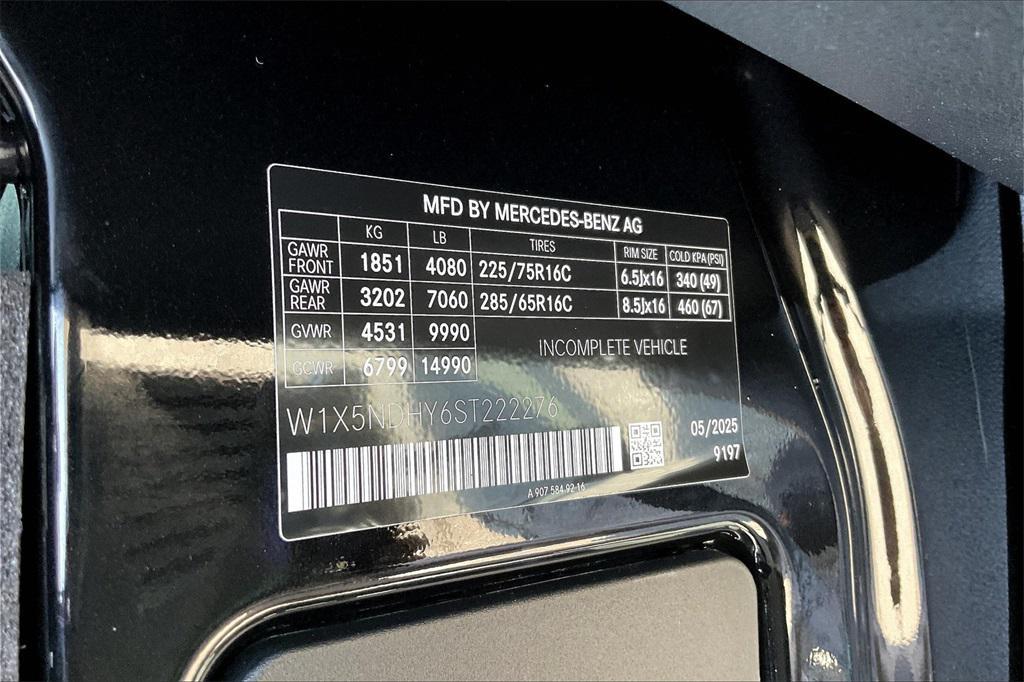 MFD BY MERCEDES-BENZ AG
KG LB TIRES RIM SIZE COLD KPA (PSI)
GAWR FRONT 1851 4080 225/75R16C 6.5Jx16 340 (49)
GAWR REAR 3202 7060 285/65R16C 8.5Jx16 460 (67)
GVWR 4531 9990
GCWR 6799 14990
INCOMPLETE VEHICLE
W1X5NDHY6ST222276
05/2025
9197
A 907 584 92-16